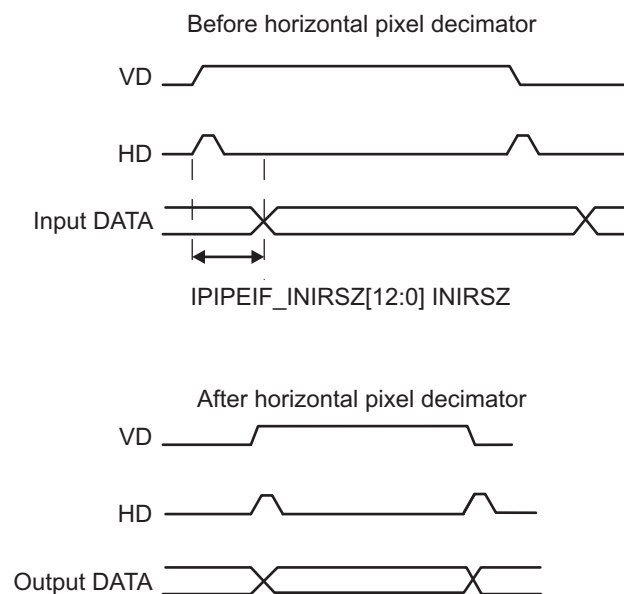 Before horizontal pixel decimator
VD
HD
Input DATA
IPIPEIF_INIRSZ[12:0] INIRSZ
After horizontal pixel decimator
VD
HD
Output DATA